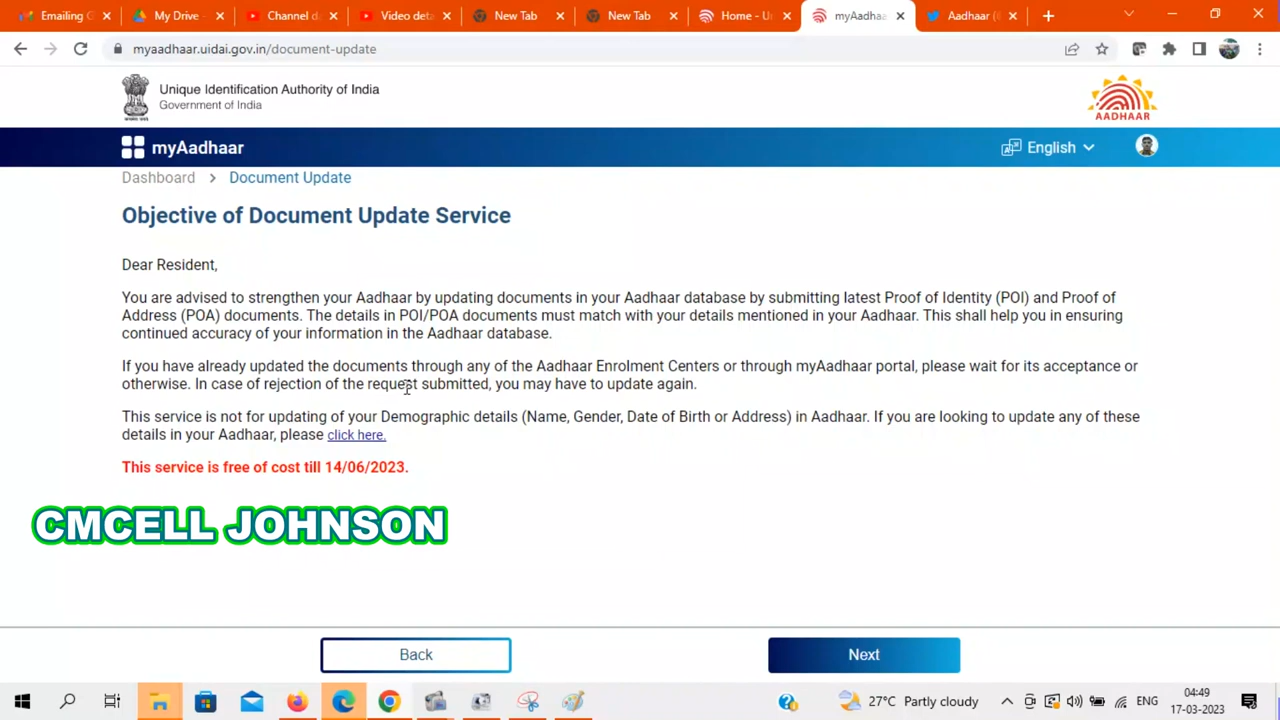 Emailing G
My Drive -
Channel da
Video deta
New Tab
New Tab
Home - Un
myAadhaa
Aadhaar (@
myaadhaar.uidai.gov.in/document-update
Unique Identification Authority of India
Government of India
AADHAAR
myAadhaar
English
Dashboard > Document Update
Objective of Document Update Service
Dear Resident,
You are advised to strengthen your Aadhaar by updating documents in your Aadhaar database by submitting latest Proof of Identity (POI) and Proof of
Address (POA) documents. The details in POI/POA documents must match with your details mentioned in your Aadhaar. This shall help you in ensuring
continued accuracy of your information in the Aadhaar database.
If you have already updated the documents through any of the Aadhaar Enrolment Centers or through myAadhaar portal, please wait for its acceptance or
otherwise. In case of rejection of the request submitted, you may have to update again.
This service is not for updating of your Demographic details (Name, Gender, Date of Birth or Address) in Aadhaar. If you are looking to update any of these
details in your Aadhaar, please click here.
This service is free of cost till 14/06/2023.
CMCELL JOHNSON
Back
Next
27°C Partly cloudy
ENG
04:49
17-03-2023